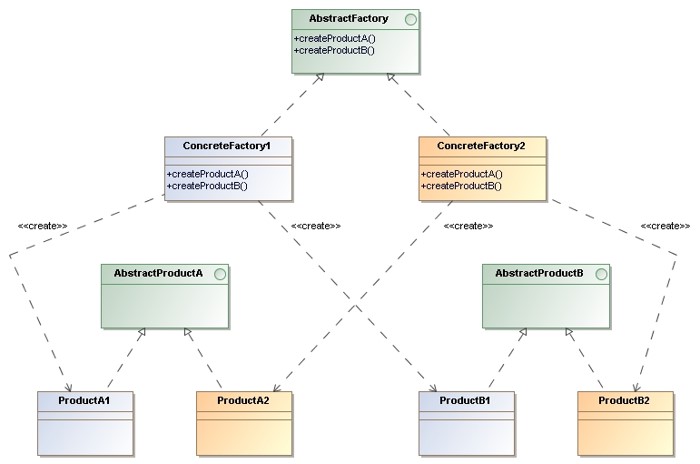 AbstractFactory
+createProductA()
+createProductB()
ConcreteFactory1
+createProductA()
+createProductB()
ConcreteFactory2
+createProductA()
+createProductB()
<<create>>
<<create>>
<<create>>
<<create>>
AbstractProductA
AbstractProductB
ProductA1
ProductA2
ProductB1
ProductB2